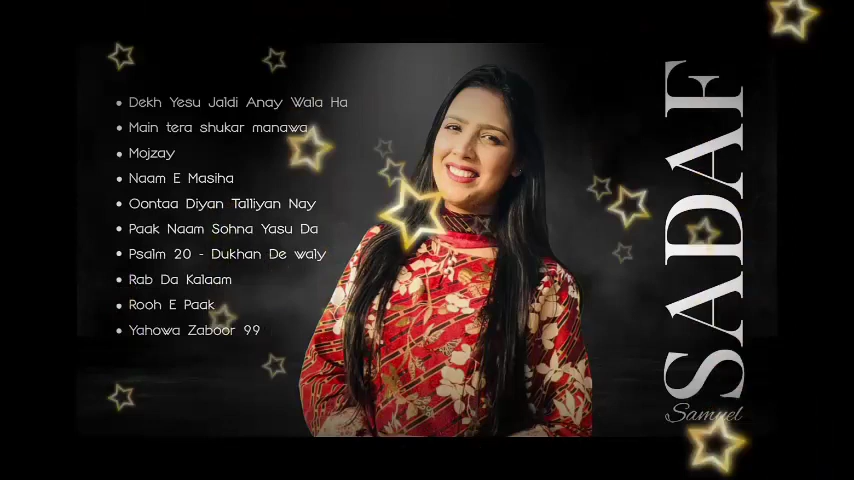 Dekh Yesu Jaldi Anay Wala Ha
Main tera shukar manawa
Mojzay
Naam E Masiha
Oontaa Diyan Talliyan Nay
Paak Naam Sohna Yasu Da
Psalm 20 - Dukhan De waly
Rab Da Kalaam
Rooh E Paak
Yahowa Zaboor 99
SADAF
Samuel